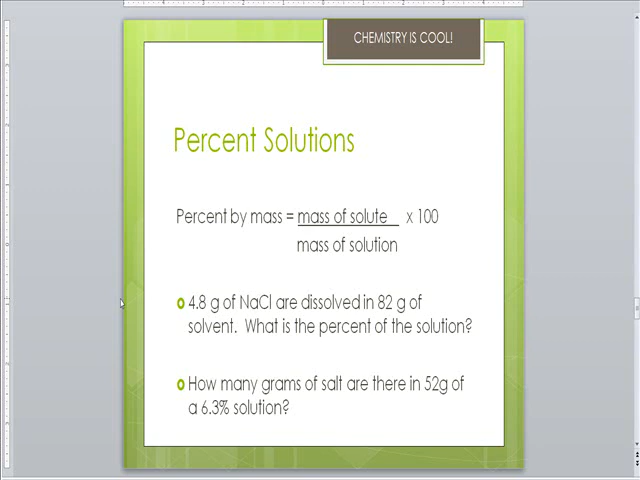 CHEMISTRY IS COOL!
Percent Solutions
Percent by mass = mass of solute x 100
mass of solution
4.8 g of NaCl are dissolved in 82 g of
solvent. What is the percent of the solution?
How many grams of salt are there in 52g of
a 6.3% solution?